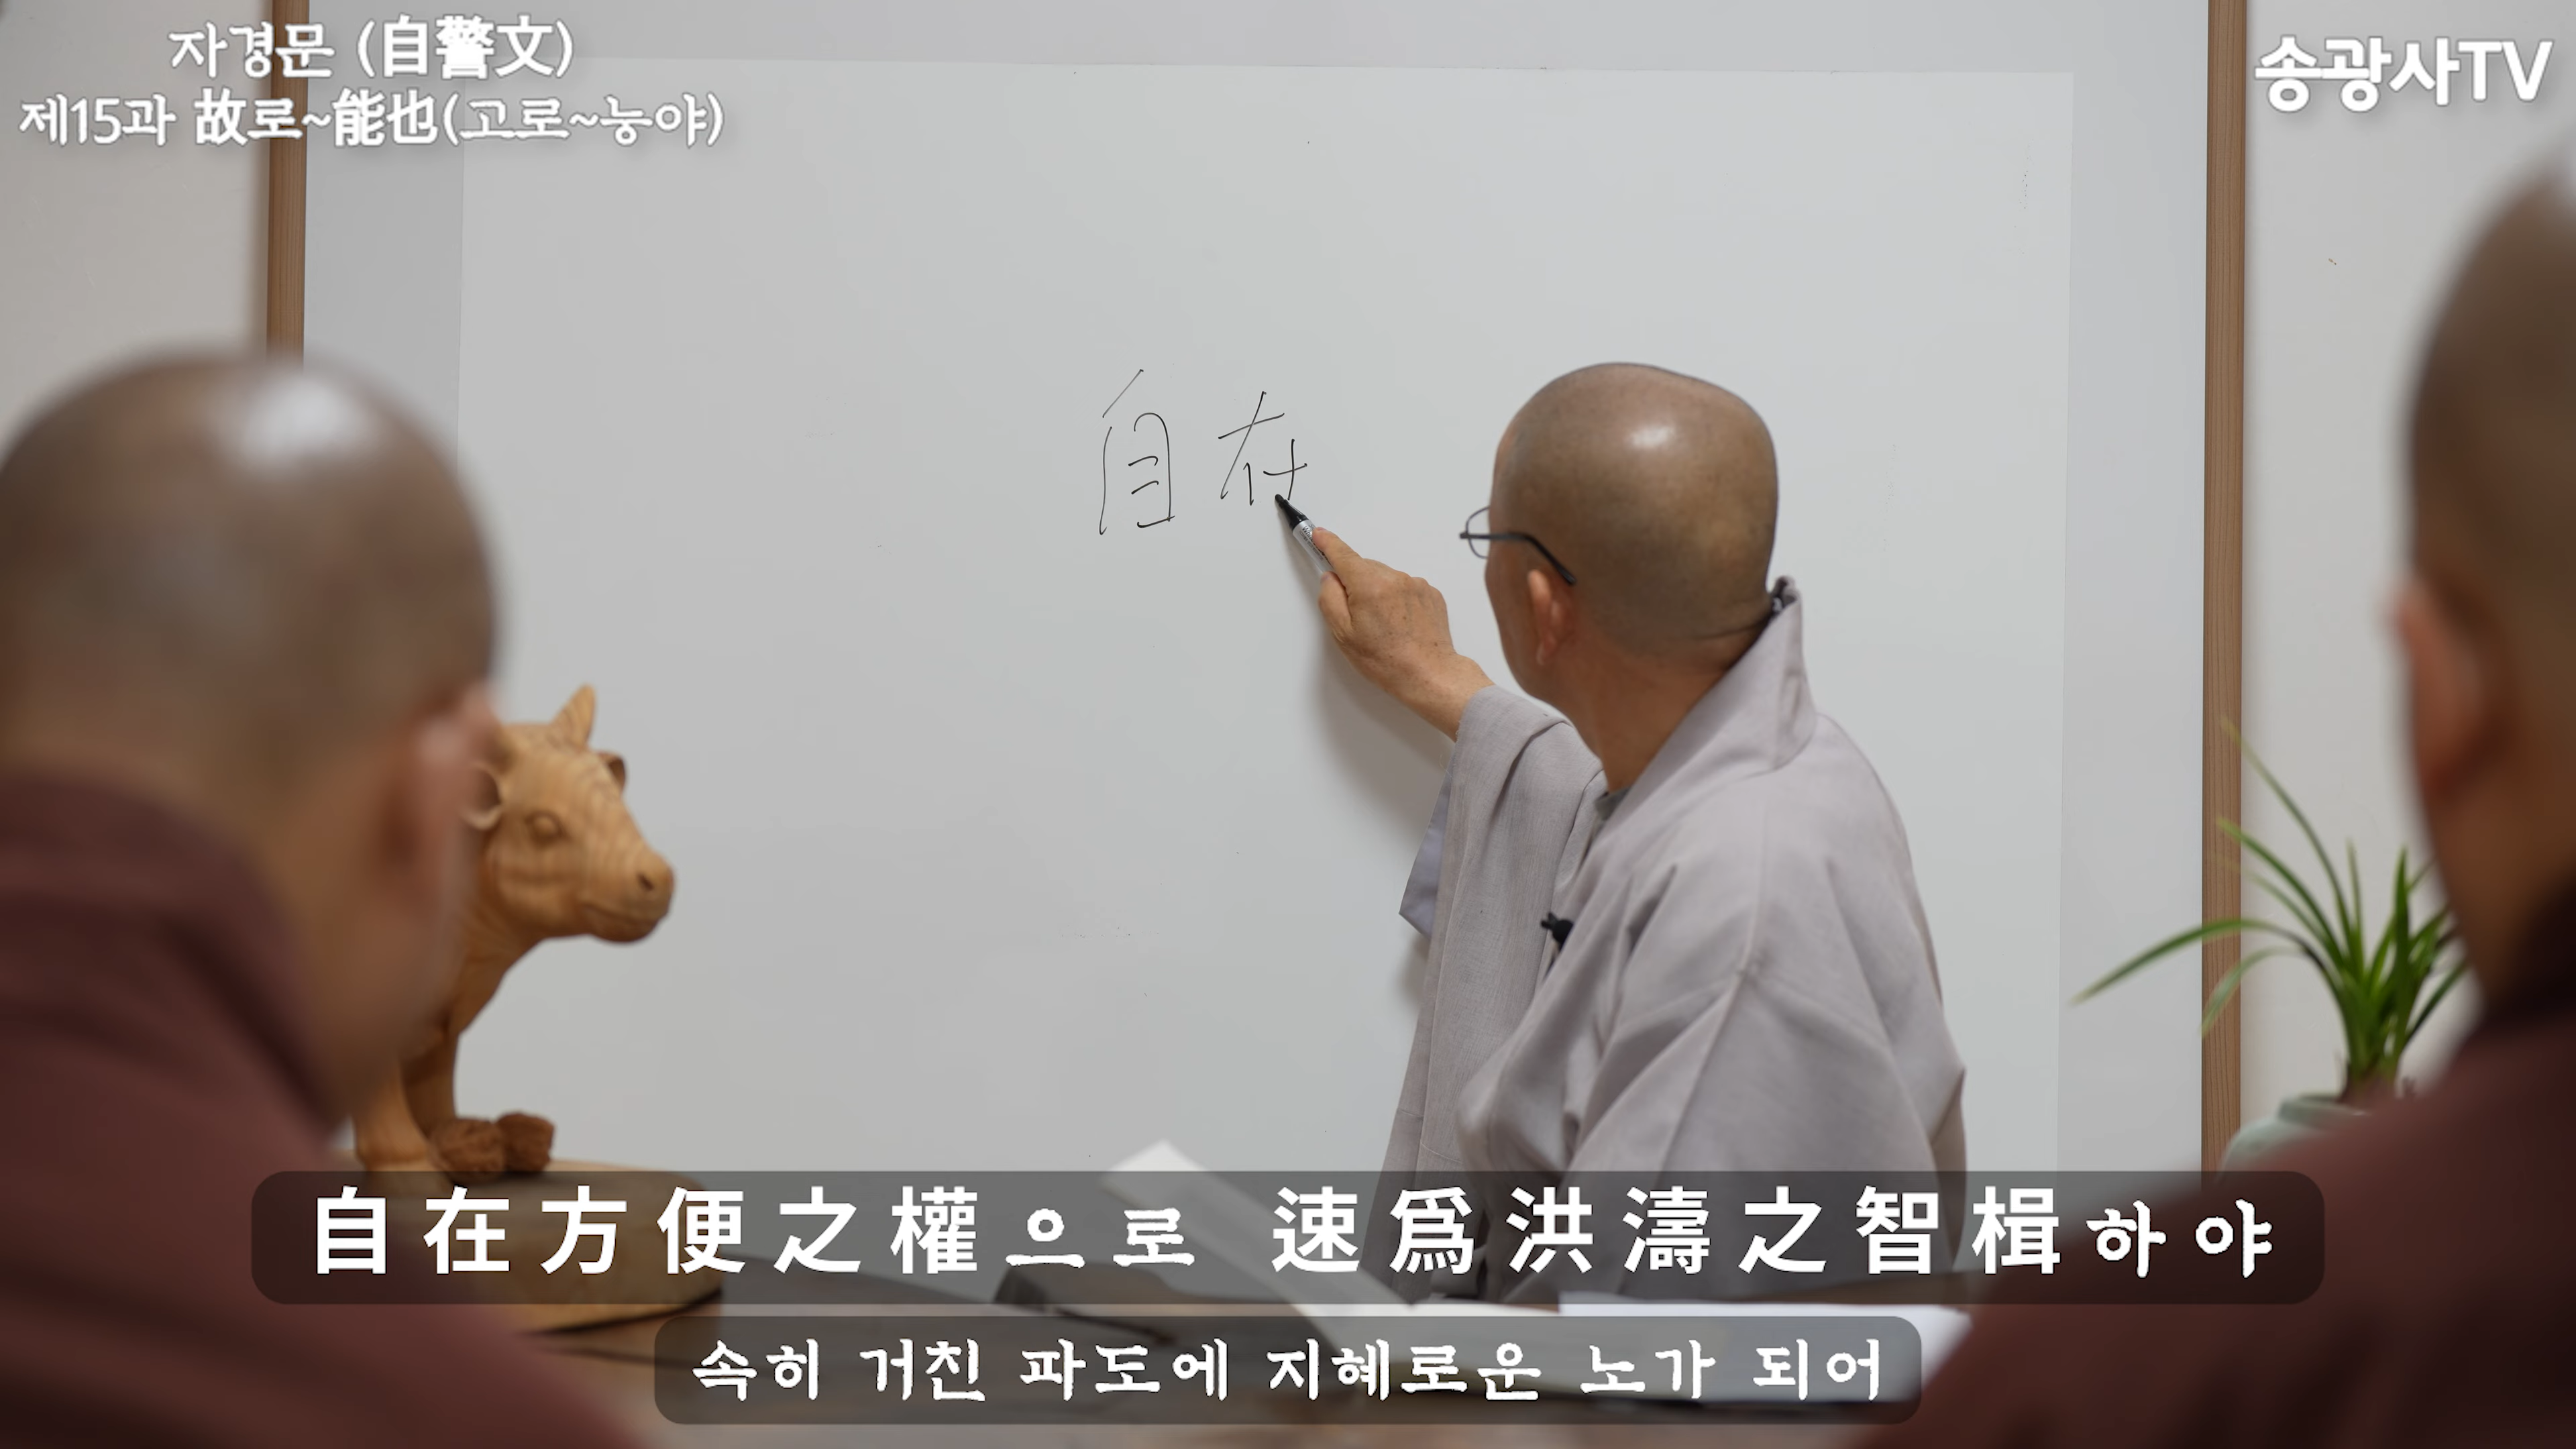 자경문 (自警文)
제15과 故로~能也(고로~능야)
송광사TV
自在
自在方便之權으로 速爲洪濤之智楫하야
속히 거친 파도에 지혜로운 노가 되어